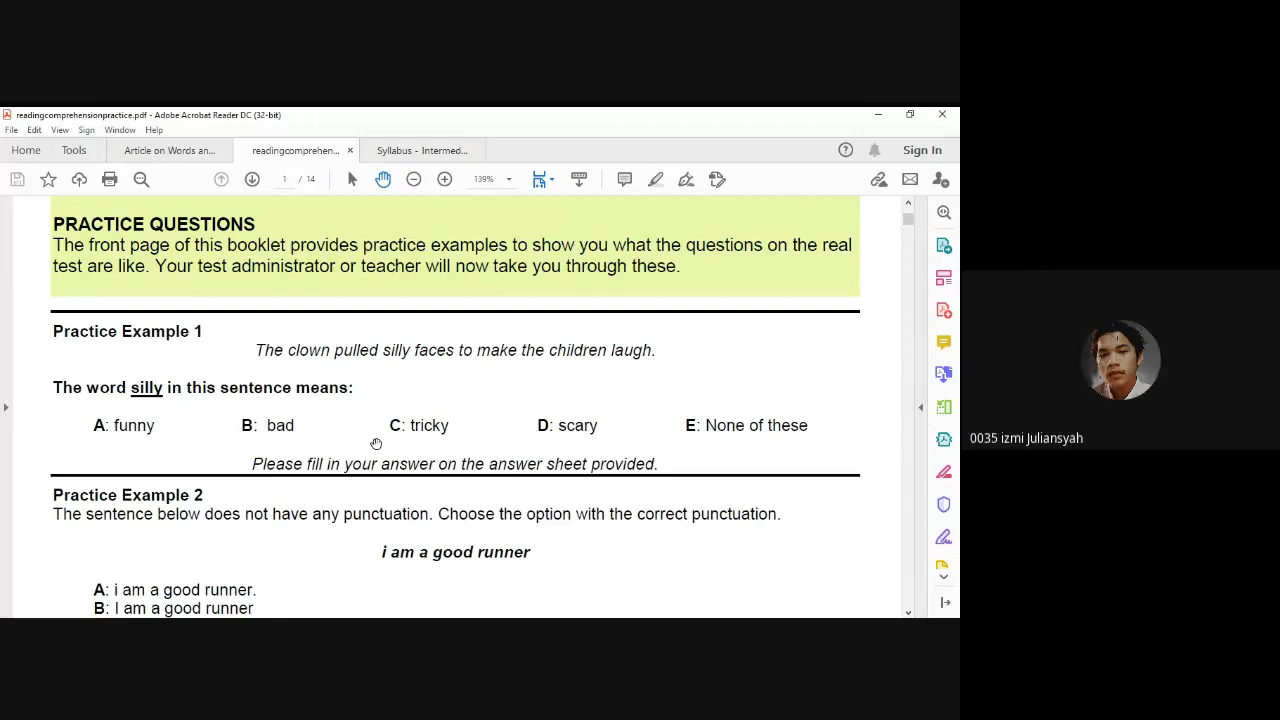 readingcomprehensionpractice.pdf - Adobe Acrobat Reader DC (32-bit)
File Edit View Sign Window Help
Home Tools Article on Words an... readingcomprehen... × Syllabus - Intermed... Sign In
1 / 14 139%
PRACTICE QUESTIONS
The front page of this booklet provides practice examples to show you what the questions on the real
test are like. Your test administrator or teacher will now take you through these.
Practice Example 1
The clown pulled silly faces to make the children laugh.
The word silly in this sentence means:
A: funny B: bad C: tricky D: scary E: None of these
Please fill in your answer on the answer sheet provided.
Practice Example 2
The sentence below does not have any punctuation. Choose the option with the correct punctuation.
i am a good runner
A: i am a good runner.
B: I am a good runner
0035 izmi Juliansyah